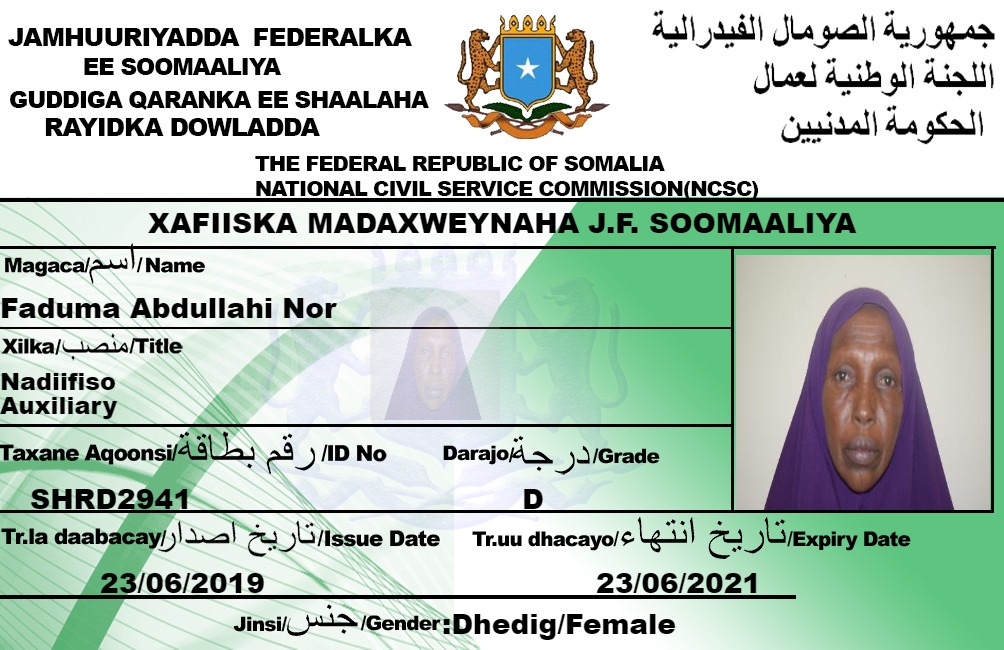 JAMHUURIYADDA FEDERALKA
EE SOOMAALIYA
GUDDIGA QARANKA EE SHAALAHA
RAYIDKA DOWLADDA
جمهورية الصومال الفيدرالية
اللجنة الوطنية لعمال
الحكومة المدنيين
THE FEDERAL REPUBLIC OF SOMALIA
NATIONAL CIVIL SERVICE COMMISSION(NCSC)
XAFIISKA MADAXWEYNAHA J.F. SOOMAALIYA
Magaca/اسم/Name
Faduma Abdullahi Nor
Xilka/منصب/Title
Nadiifiso
Auxiliary
Taxane Aqoonsi/رقم بطاقة/ID No
Darajo/درجة/Grade
SHRD2941
D
Tr.la daabacay/تاريخ اصدار/Issue Date
Tr.uu dhacayo/تاريخ انتهاء/Expiry Date
23/06/2019
23/06/2021
Jinsi/جنس/Gender:Dhedig/Female